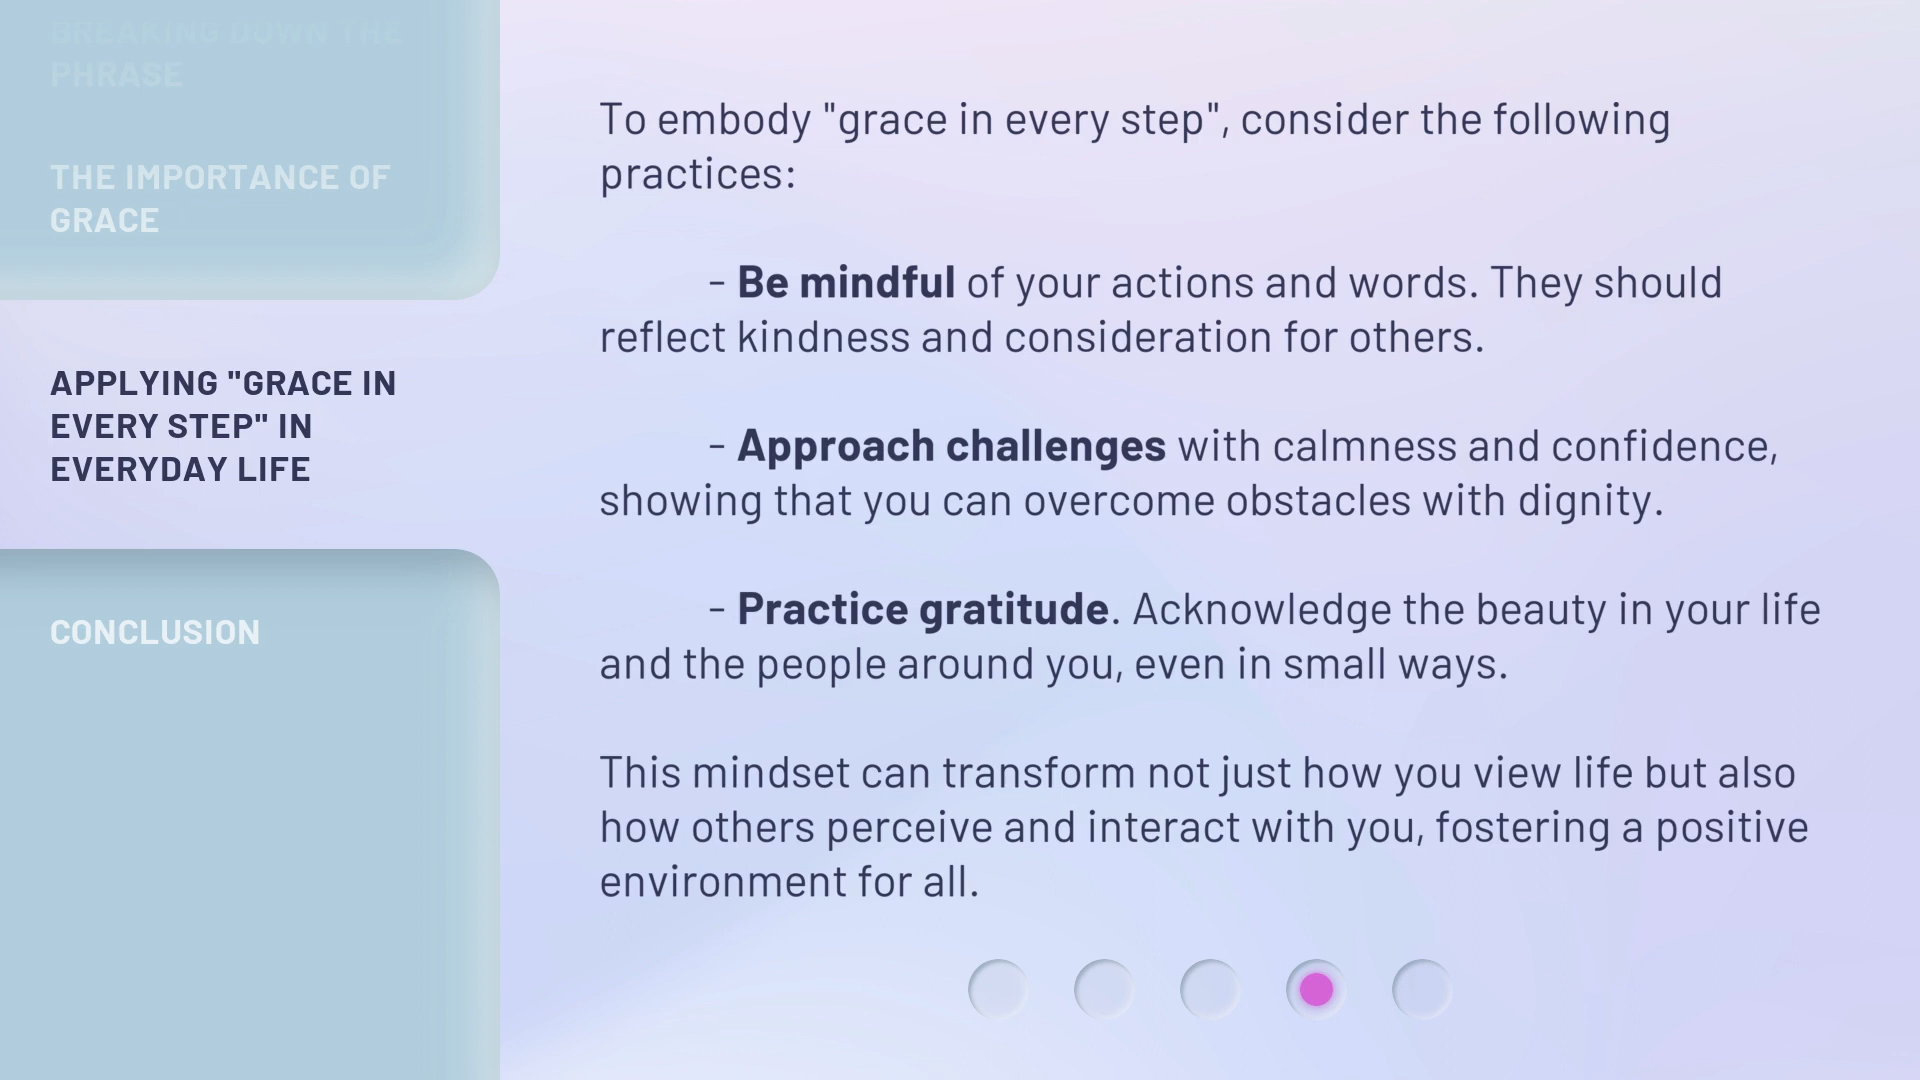 BREAKING DOWN THE
PHRASE
THE IMPORTANCE OF
GRACE
APPLYING "GRACE IN
EVERY STEP" IN
EVERYDAY LIFE
CONCLUSION
To embody "grace in every step", consider the following
practices:
- Be mindful of your actions and words. They should
reflect kindness and consideration for others.
- Approach challenges with calmness and confidence,
showing that you can overcome obstacles with dignity.
- Practice gratitude. Acknowledge the beauty in your life
and the people around you, even in small ways.
This mindset can transform not just how you view life but also
how others perceive and interact with you, fostering a positive
environment for all.